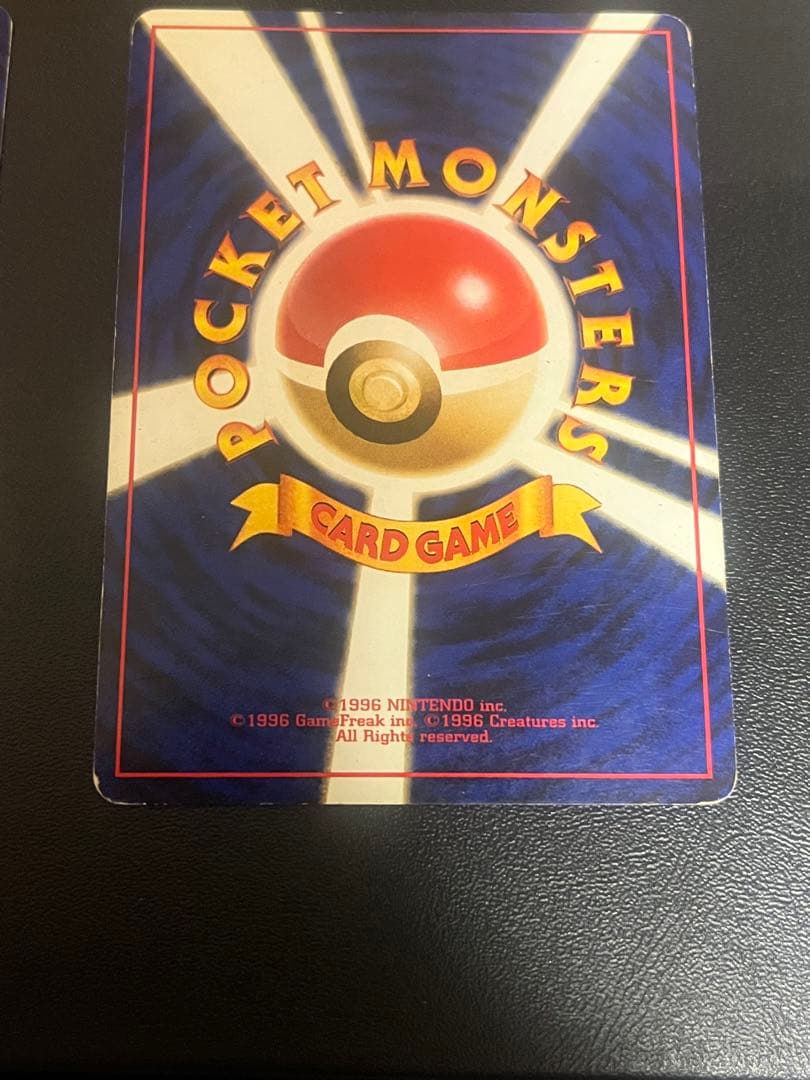 POCKET MONSTERS
CARD GAME
©1996 NINTENDO inc.
©1996 GameFreak inc. ©1996 Creatures inc.
All Rights reserved.